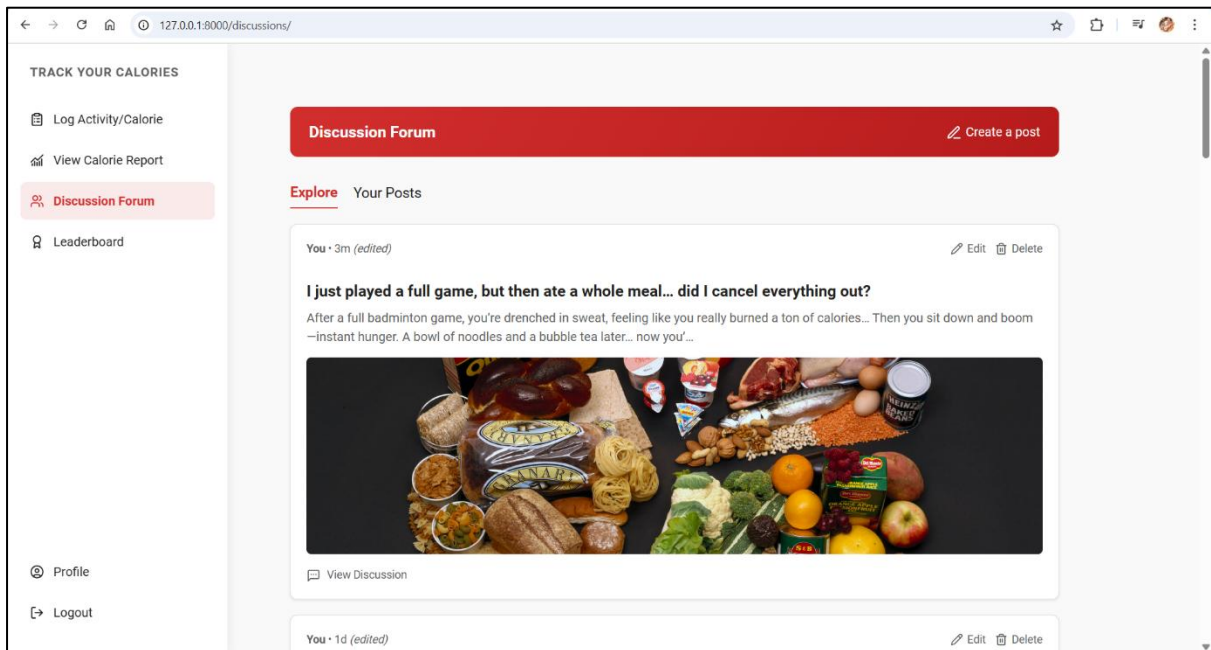 127.0.0.1:8000/discussions/
TRACK YOUR CALORIES
Log Activity/Calorie
View Calorie Report
Discussion Forum
Leaderboard
Profile
Logout
Discussion Forum
Create a post
Explore Your Posts
You • 3m (edited)
Edit Delete
I just played a full game, but then ate a whole meal... did I cancel everything out?
After a full badminton game, you're drenched in sweat, feeling like you really burned a ton of calories... Then you sit down and boom
—instant hunger. A bowl of noodles and a bubble tea later... now you'...
HEINZ
BAKED
BEANS
View Discussion
You • 1d (edited)
Edit Delete